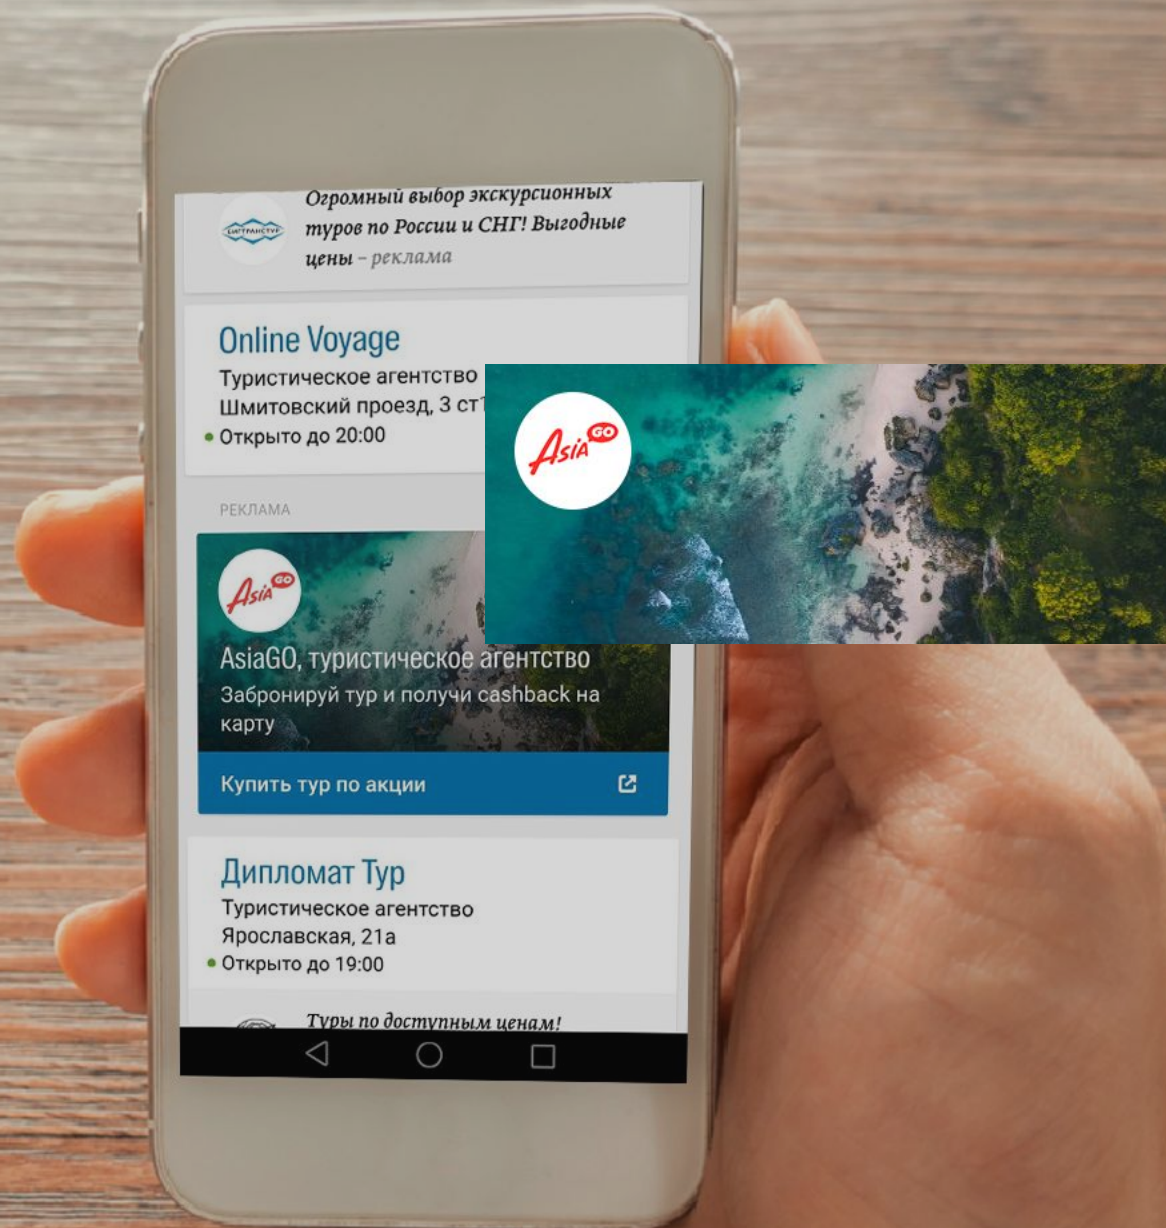 Огромный выбор экскурсионных
туров по России и СНГ! Выгодные
цены – реклама
Online Voyage
Туристическое агентство
Шмитовский проезд, 3 ст1
Открыто до 20:00
РЕКЛАМА
Asia GO
Asia GO
AsiaGO, туристическое агентство
Забронируй тур и получи cashback на
карту
Купить тур по акции
Дипломат Тур
Туристическое агентство
Ярославская, 21а
Открыто до 19:00
Туры по доступным ценам!